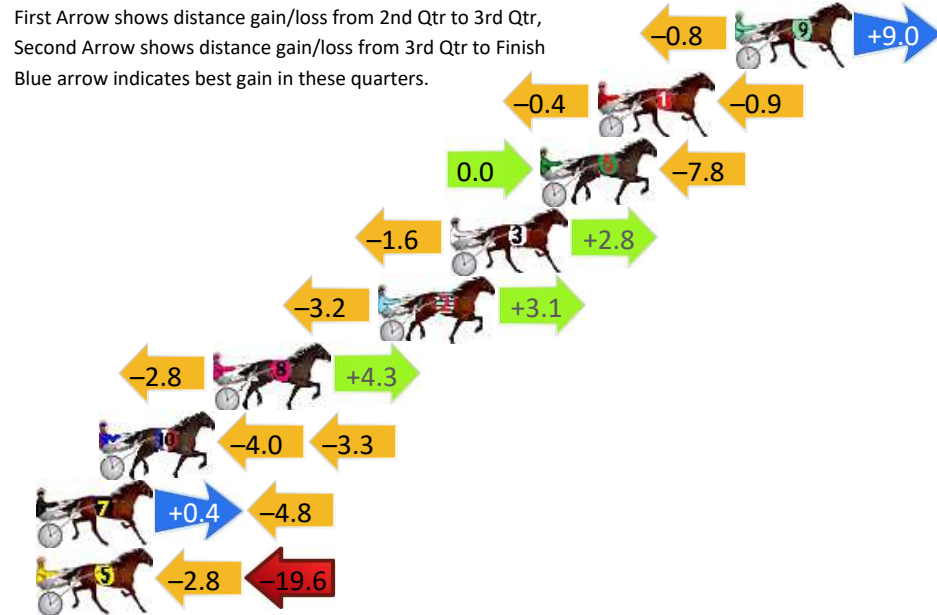 First Arrow shows distance gain/loss from 2nd Qtr to 3rd Qtr,
Second Arrow shows distance gain/loss from 3rd Qtr to Finish
Blue arrow indicates best gain in these quarters.
–0.8 9 +9.0
–0.4 1 –0.9
0.0 6 –7.8
–1.6 3 +2.8
–3.2 2 +3.1
–2.8 8 +4.3
10 –4.0 –3.3
7 +0.4 –4.8
5 –2.8 –19.6